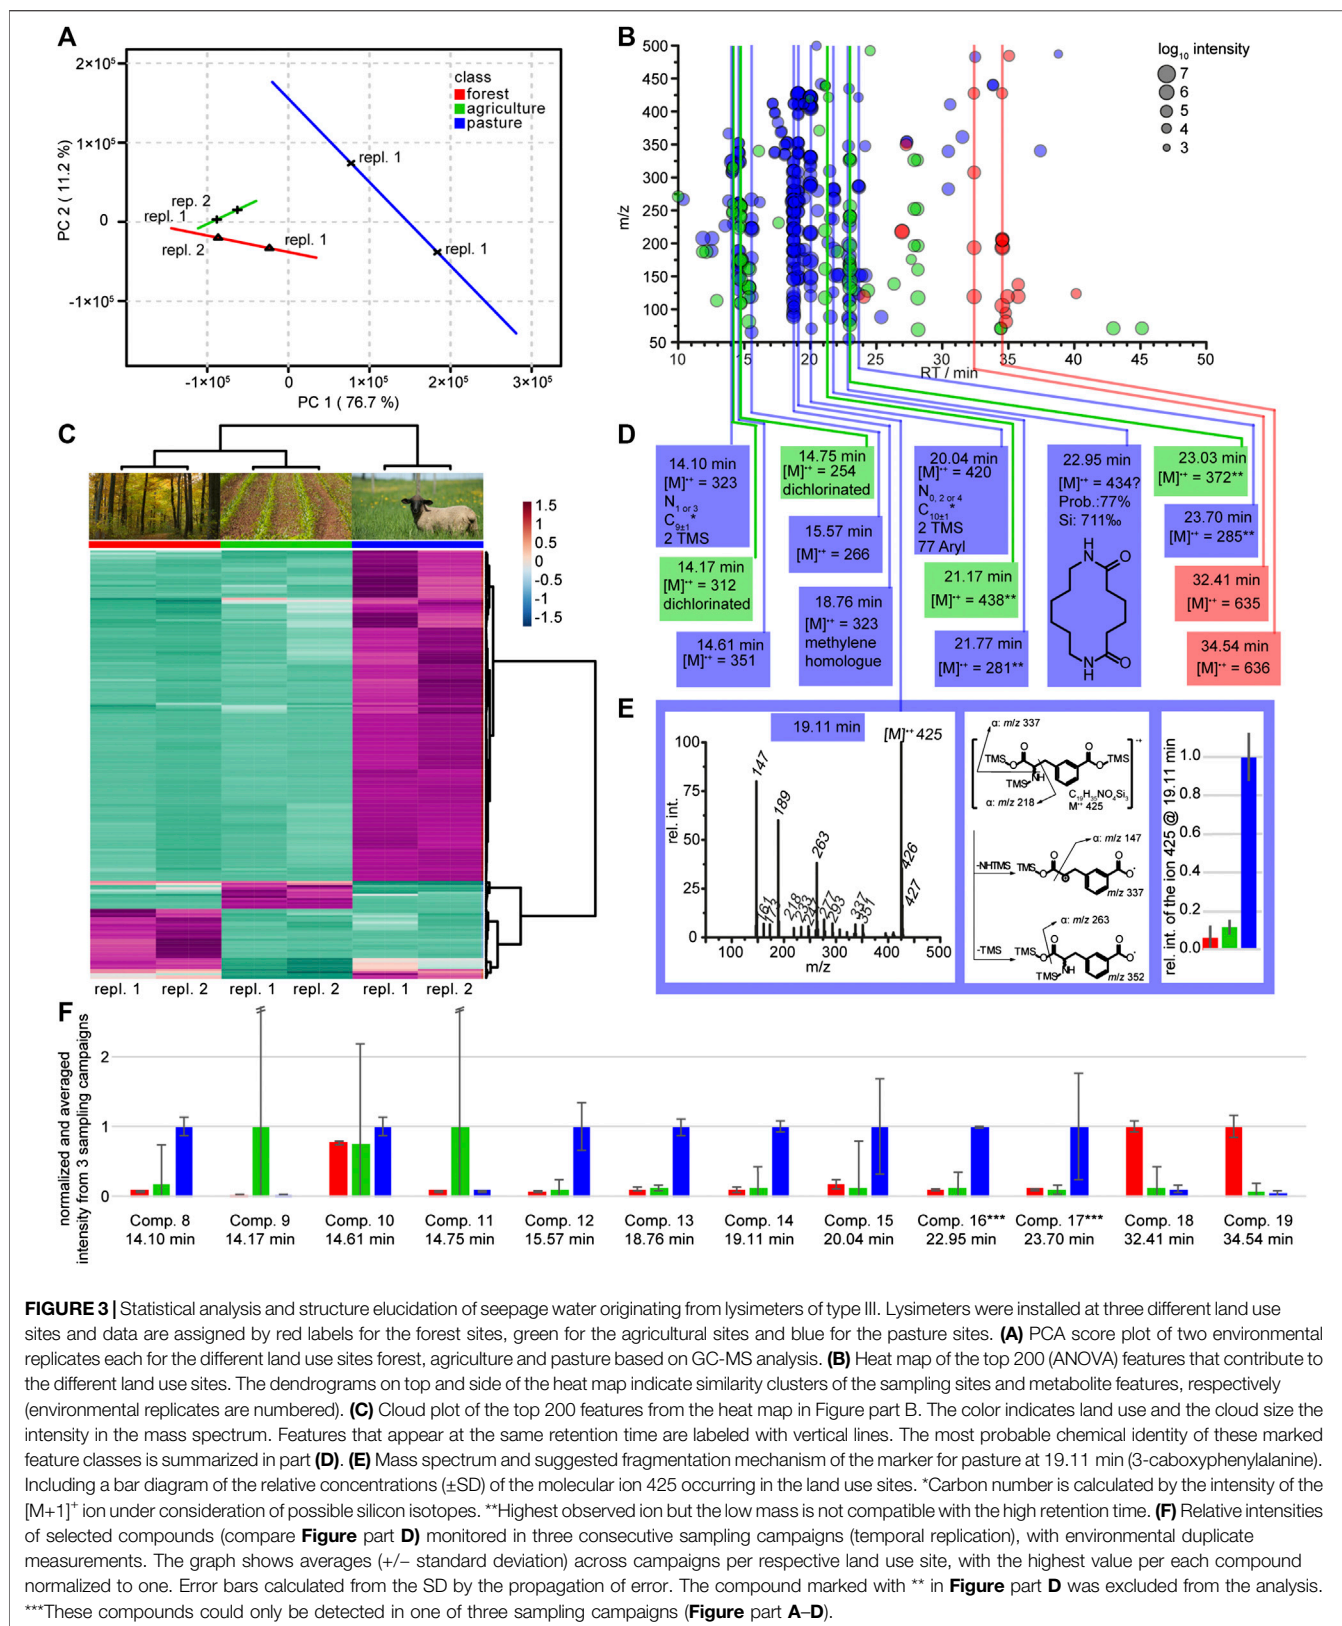 A
2×10⁵
1×10⁵
0
-1×10⁵
PC 2 ( 11.2 %)
-1×10⁵
0
1×10⁵
2×10⁵
3×10⁵
PC 1 ( 76.7 %)
class
forest
agriculture
pasture
repl. 1
repl. 1
rep. 2
repl. 1
repl. 2
repl. 1
B
500
450
400
350
300
250
200
150
100
50
m/z
10
15
20
25
30
35
40
45
50
RT / min
log₁₀ intensity
7
6
5
4
3
C
1.5
1
0.5
0
-0.5
-1
-1.5
repl. 1
repl. 2
repl. 1
repl. 2
repl. 1
repl. 2
D
14.10 min
[M]•⁺ = 323
N1 or 3
C9±1*
2 TMS
14.17 min
[M]•⁺ = 312
dichlorinated
14.61 min
[M]•⁺ = 351
14.75 min
[M]•⁺ = 254
dichlorinated
15.57 min
[M]•⁺ = 266
18.76 min
[M]•⁺ = 323
methylene
homologue
20.04 min
[M]•⁺ = 420
N0, 2 or 4
C10±1*
2 TMS
77 Aryl
21.17 min
[M]•⁺ = 438**
21.77 min
[M]•⁺ = 281**
22.95 min
[M]•⁺ = 434?
Prob.:77%
Si: 711‰
H
N
O
N
H
O
23.03 min
[M]•⁺ = 372**
23.70 min
[M]•⁺ = 285**
32.41 min
[M]•⁺ = 635
34.54 min
[M]•⁺ = 636
E
19.11 min
[M]•⁺ 425
100
75
50
25
0
rel. int.
147
161
173
189
218
233
263
277
293
337
351
426
427
50
100
200
300
400
500
m/z
α: m/z 337
TMS
O
O
O
O
TMS
TMS
NH
α: m/z 218
C₁₉H₃₅NO₄Si₃
M•⁺ 425
-NHTMS
α: m/z 147
TMS
O
O
O
O
m/z 337
-TMS
α: m/z 263
TMS
O
O
O
O
TMS
NH
m/z 352
rel. int. of the ion 425 @ 19.11 min
1.0
0.8
0.6
0.4
0.2
0.0
F
normalized and averaged
intensity from 3 sampling campaigns
2
1
0
Comp. 8
14.10 min
Comp. 9
14.17 min
Comp. 10
14.61 min
Comp. 11
14.75 min
Comp. 12
15.57 min
Comp. 13
18.76 min
Comp. 14
19.11 min
Comp. 15
20.04 min
Comp. 16***
22.95 min
Comp. 17***
23.70 min
Comp. 18
32.41 min
Comp. 19
34.54 min
FIGURE 3 | Statistical analysis and structure elucidation of seepage water originating from lysimeters of type III. Lysimeters were installed at three different land use
sites and data are assigned by red labels for the forest sites, green for the agricultural sites and blue for the pasture sites. (A) PCA score plot of two environmental
replicates each for the different land use sites forest, agriculture and pasture based on GC-MS analysis. (B) Heat map of the top 200 (ANOVA) features that contribute to
the different land use sites. The dendrograms on top and side of the heat map indicate similarity clusters of the sampling sites and metabolite features, respectively
(environmental replicates are numbered). (C) Cloud plot of the top 200 features from the heat map in Figure part B. The color indicates land use and the cloud size the
intensity in the mass spectrum. Features that appear at the same retention time are labeled with vertical lines. The most probable chemical identity of these marked
feature classes is summarized in part (D). (E) Mass spectrum and suggested fragmentation mechanism of the marker for pasture at 19.11 min (3-caboxyphenylalanine).
Including a bar diagram of the relative concentrations (±SD) of the molecular ion 425 occurring in the land use sites. *Carbon number is calculated by the intensity of the
[M+1]⁺ ion under consideration of possible silicon isotopes. **Highest observed ion but the low mass is not compatible with the high retention time. (F) Relative intensities
of selected compounds (compare Figure part D) monitored in three consecutive sampling campaigns (temporal replication), with environmental duplicate
measurements. The graph shows averages (+/− standard deviation) across campaigns per respective land use site, with the highest value per each compound
normalized to one. Error bars calculated from the SD by the propagation of error. The compound marked with ** in Figure part D was excluded from the analysis.
***These compounds could only be detected in one of three sampling campaigns (Figure part A–D).